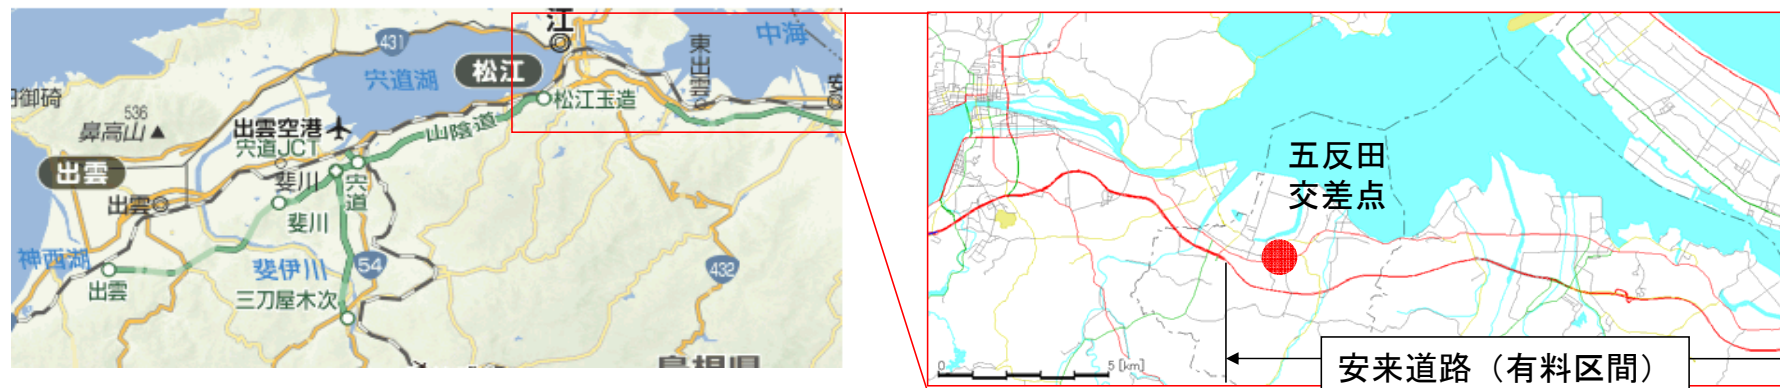 江
431
中海
東出雲
安
宍道湖
松江
御碕
536
鼻高山
出雲空港
松江玉造
宍道JCT
山陰道
出雲
斐川
宍道
出雲
斐川
神西湖
斐伊川
54
432
出雲
三刀屋木次
島根県
五反田
交差点
0
5 [km]
安来道路（有料区間）